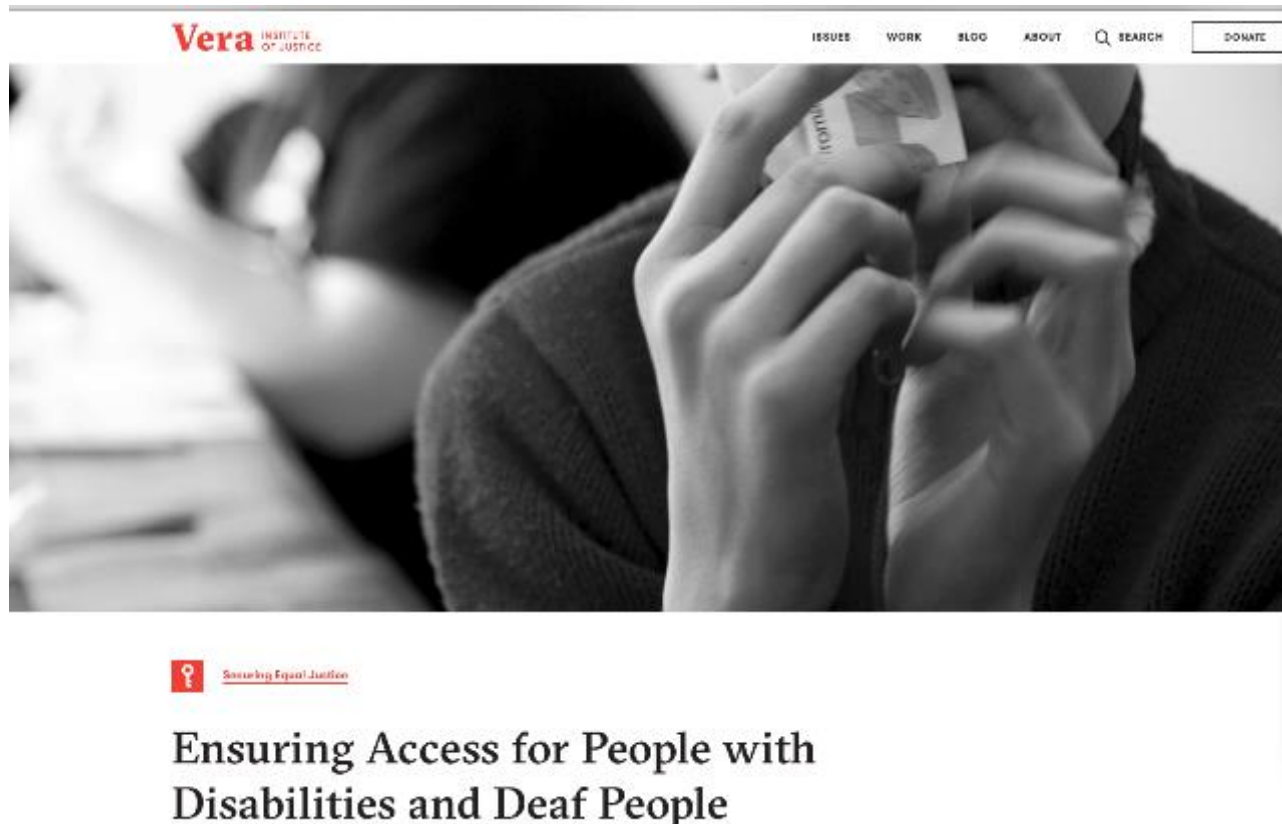 Vera INSTITUTE
OF JUSTICE
ISSUES WORK BLOG ABOUT SEARCH DONATE
Securing Equal Justice
Ensuring Access for People with
Disabilities and Deaf People